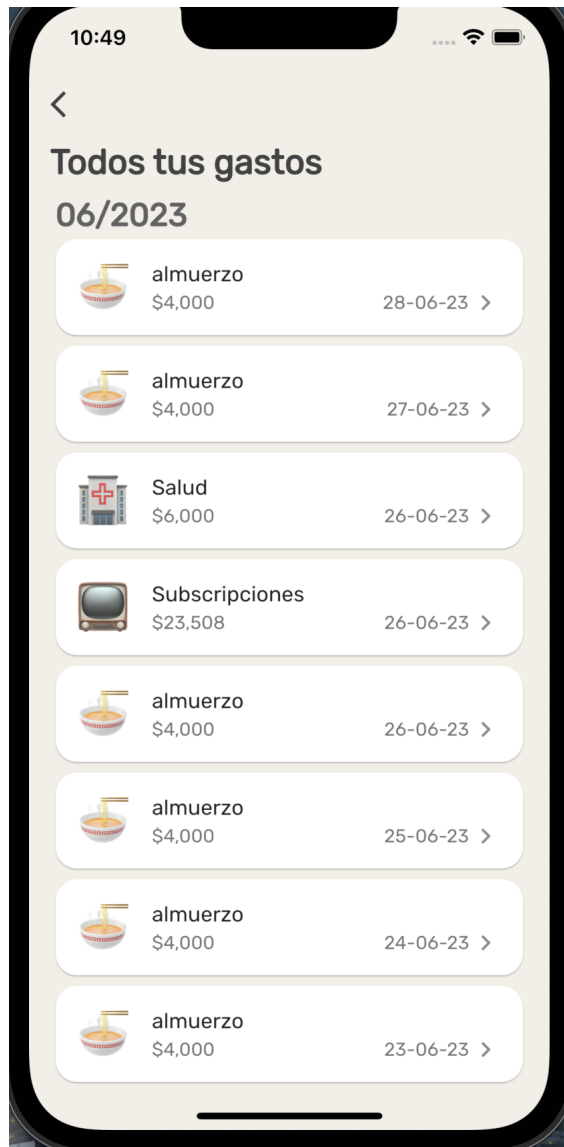 10:49
Todos tus gastos
06/2023
almuerzo
$4,000
28-06-23
almuerzo
$4,000
27-06-23
Salud
$6,000
26-06-23
Subscripciones
$23,508
26-06-23
almuerzo
$4,000
26-06-23
almuerzo
$4,000
25-06-23
almuerzo
$4,000
24-06-23
almuerzo
$4,000
23-06-23